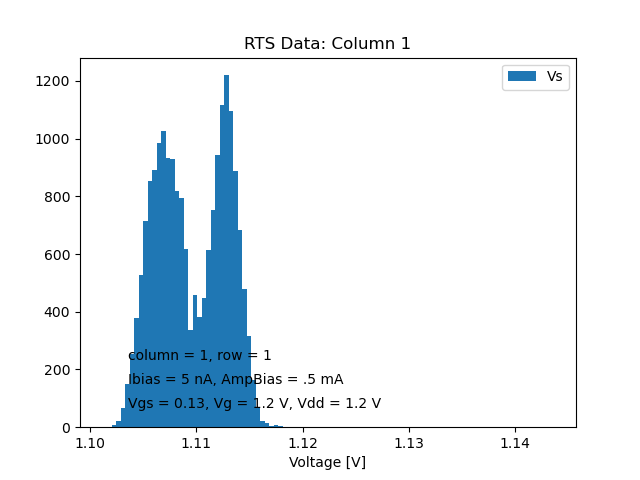 RTS Data: Column 1
Vs
1200
1000
800
600
400
200
0
column = 1, row = 1
Ibias = 5 nA, AmpBias = .5 mA
Vgs = 0.13, Vg = 1.2 V, Vdd = 1.2 V
1.10 1.11 1.12 1.13 1.14
Voltage [V]